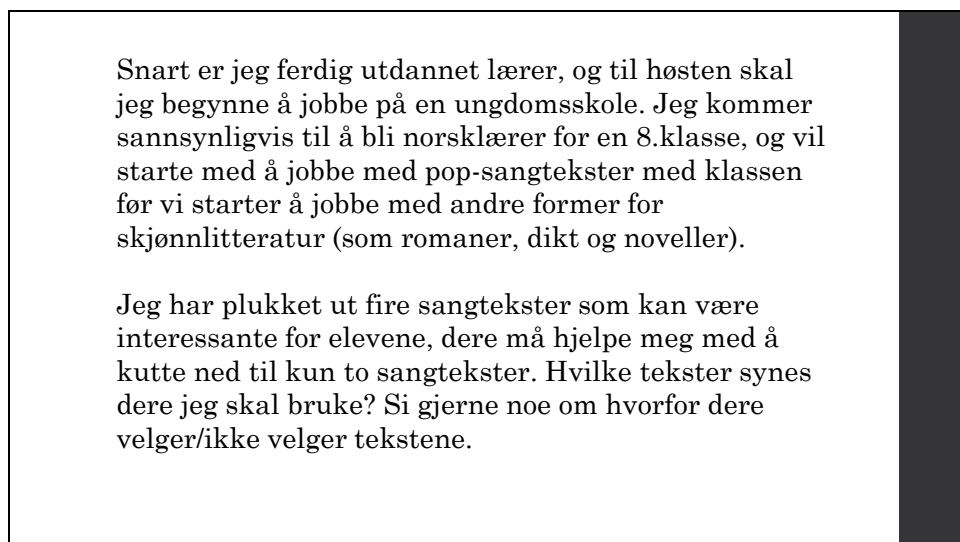 Snart er jeg ferdig utdannet lærer, og til høsten skal
jeg begynne å jobbe på en ungdomsskole. Jeg kommer
sannsynligvis til å bli norsklærer for en 8.klasse, og vil
starte med å jobbe med pop-sangtekster med klassen
før vi starter å jobbe med andre former for
skjønnlitteratur (som romaner, dikt og noveller).
Jeg har plukket ut fire sangtekster som kan være
interessante for elevene, dere må hjelpe meg med å
kutte ned til kun to sangtekster. Hvilke tekster synes
dere jeg skal bruke? Si gjerne noe om hvorfor dere
velger/ikke velger tekstene.